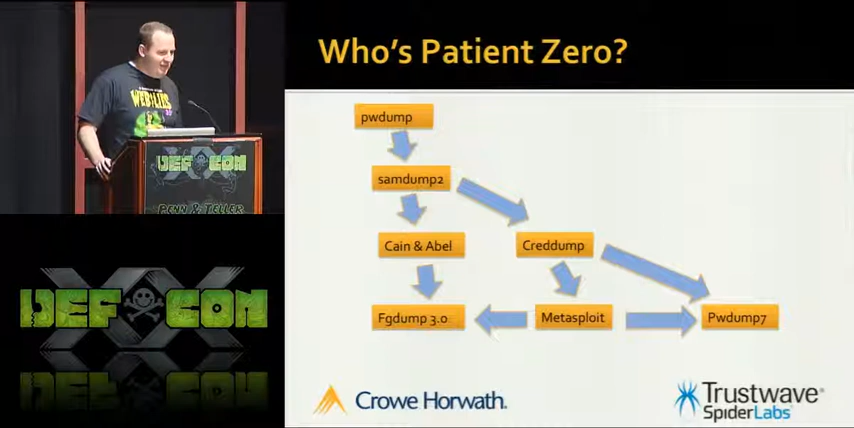 Who's Patient Zero?
pwdump
samdump2
Cain & Abel
Creddump
Fgdump 3.0
Metasploit
Pwdump7
Crowe Horwath.
Trustwave®
SpiderLabs®
DEF CON
PENN & TELLER
DEF CON
XX